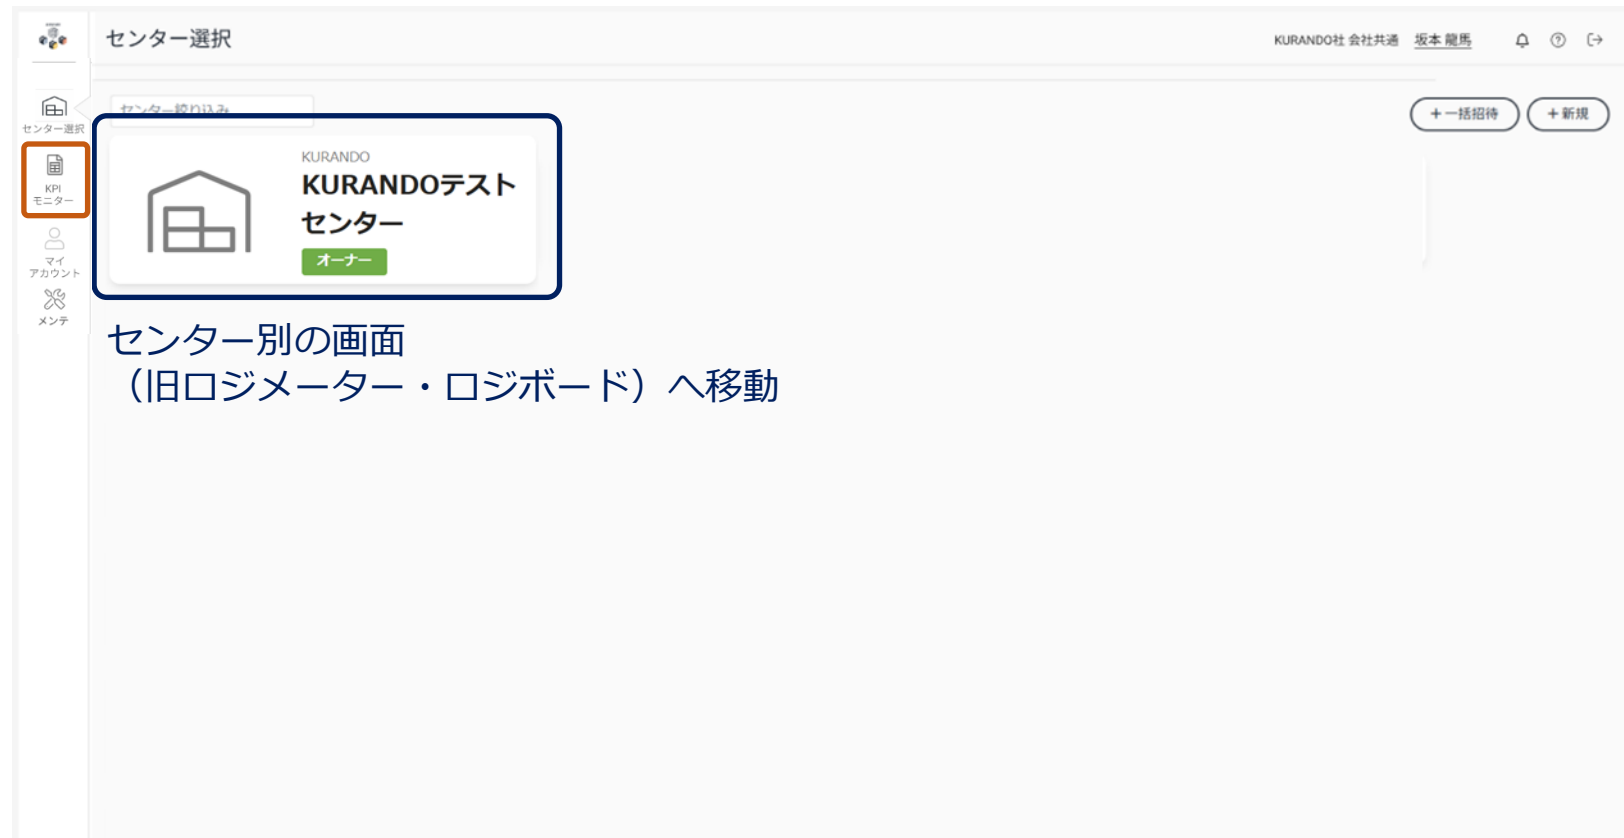 センター選択
KURANDO社 会社共通 坂本 龍馬
センター選択
KPI
モニター
マイ
アカウント
メンテ
センター絞り込み
＋一括招待
＋新規
KURANDO
KURANDOテスト
センター
オーナー
センター別の画面
（旧ロジメーター・ロジボード）へ移動